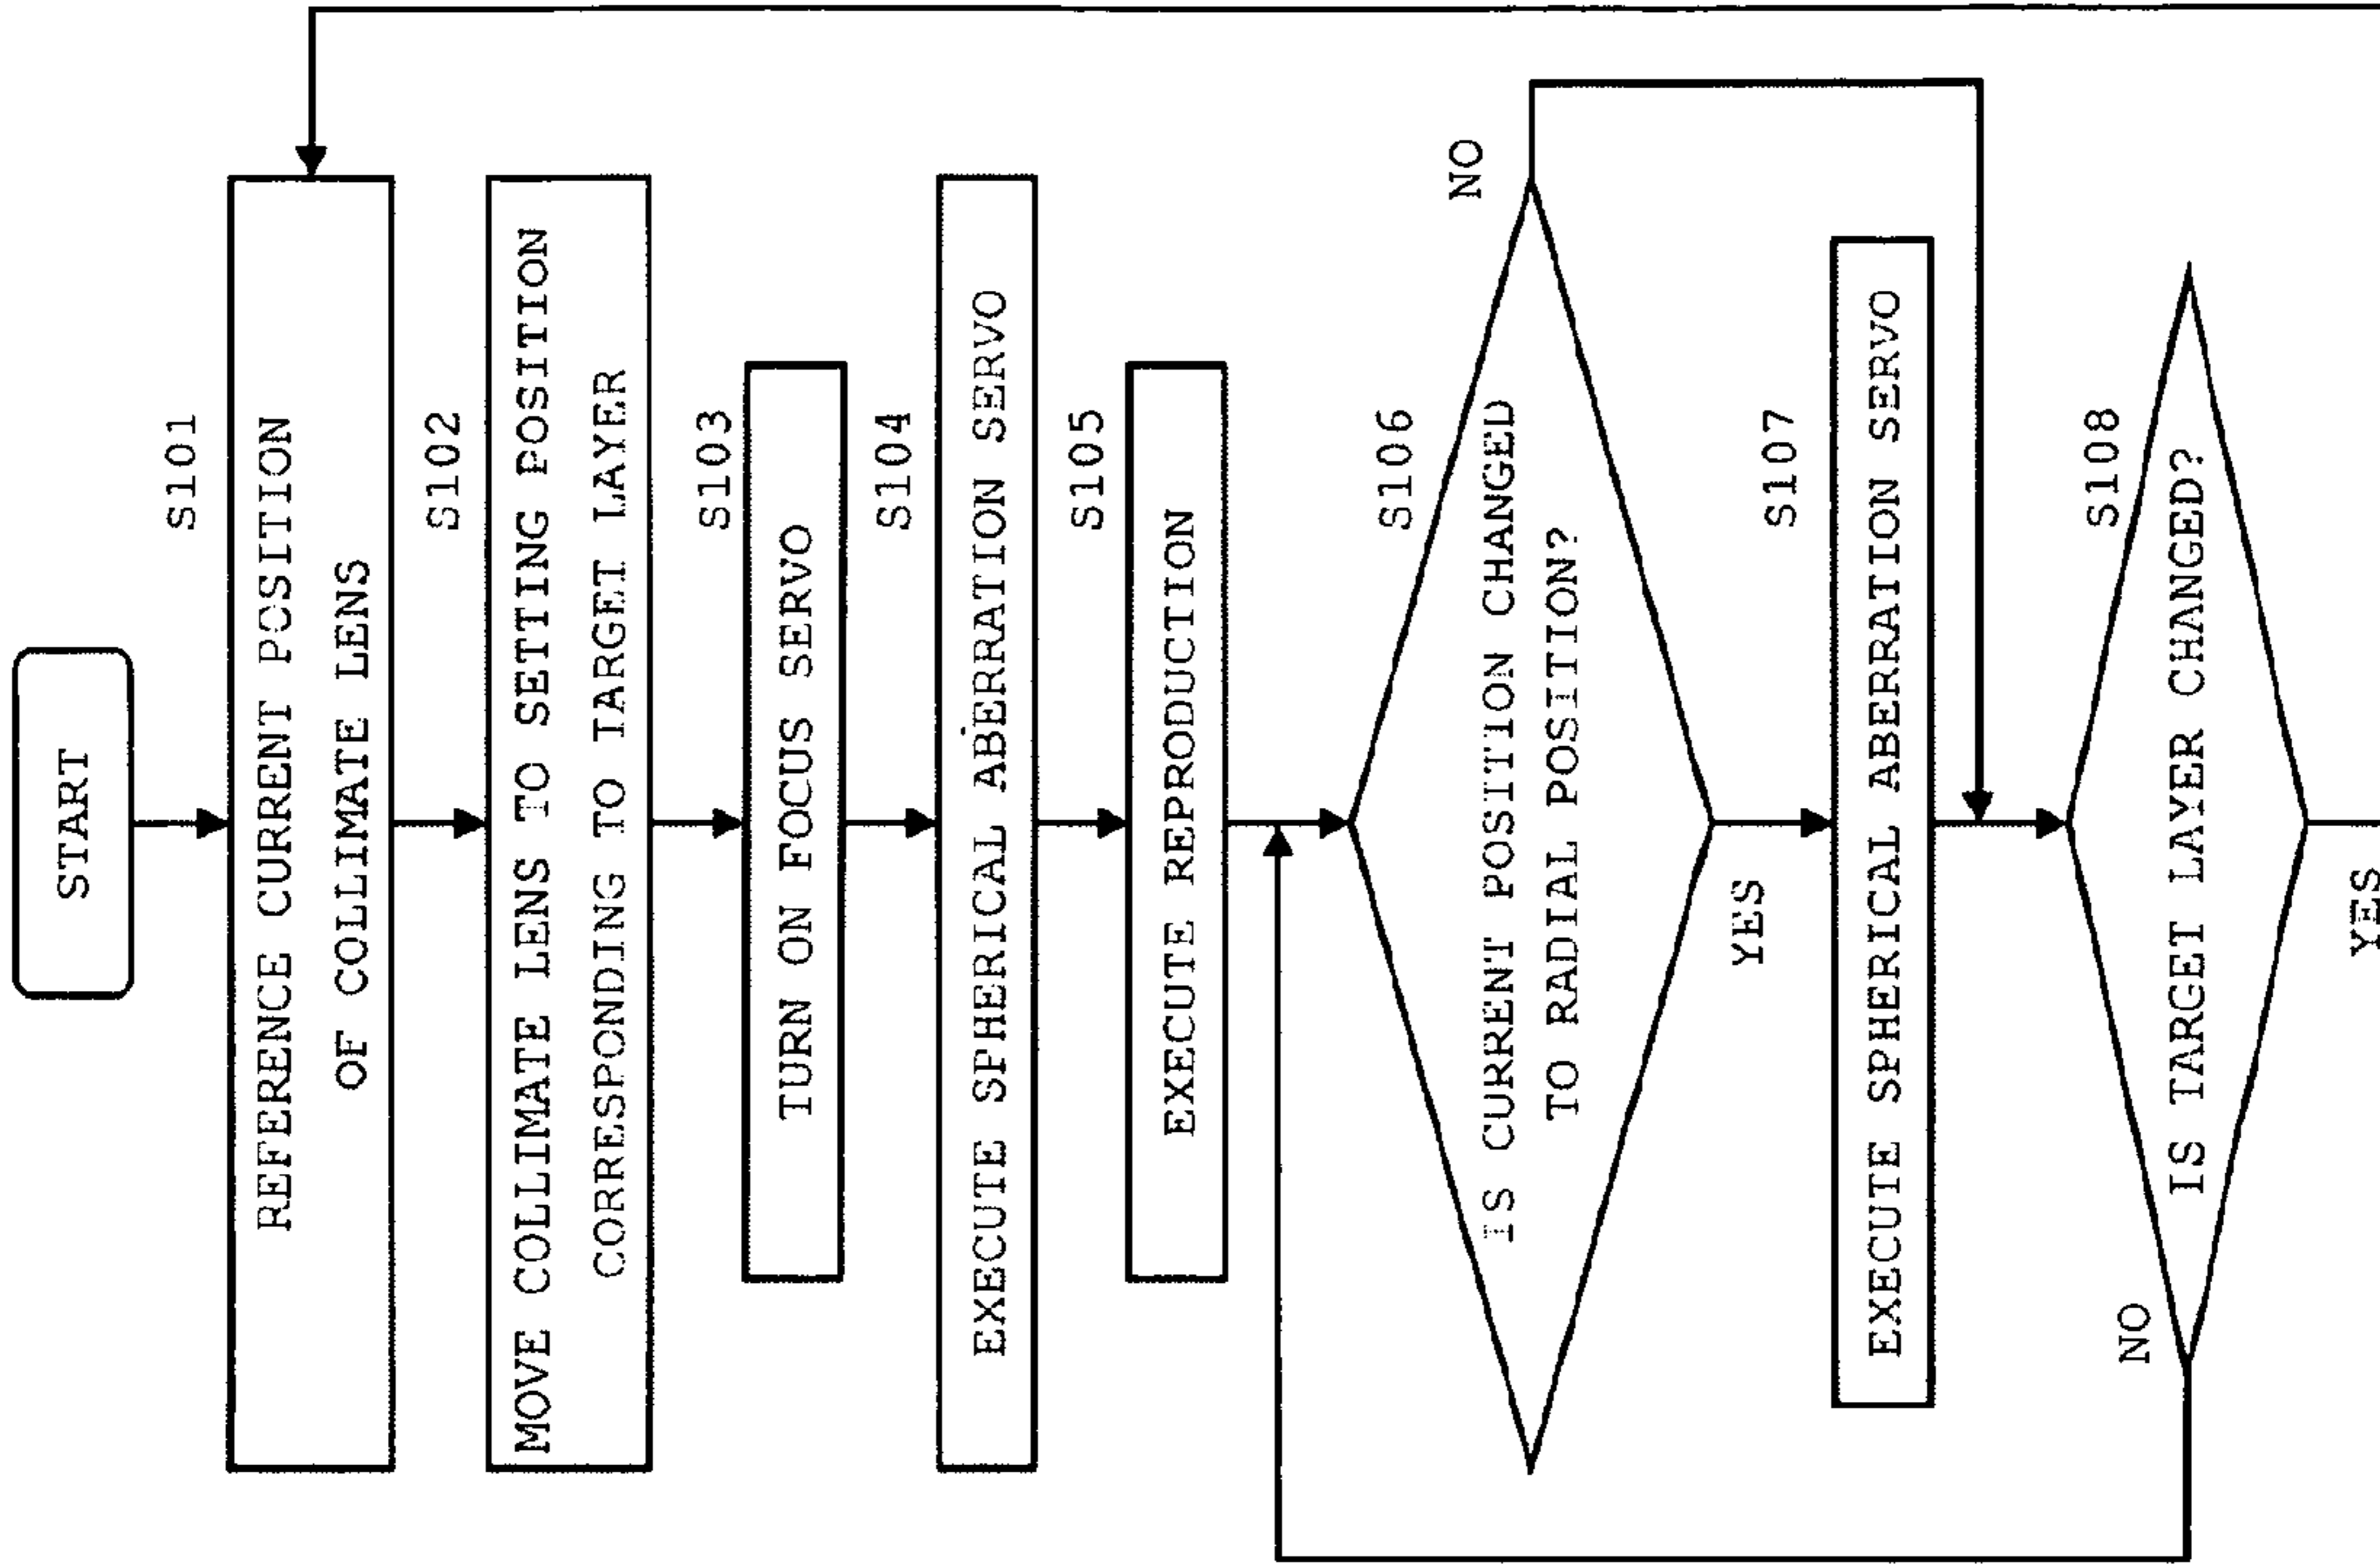 START
S101
REFERENCE CURRENT POSITION
OF COLLIMATE LENS
S102
MOVE COLLIMATE LENS TO SETTING POSITION
CORRESPONDING TO TARGET LAYER
S103
TURN ON FOCUS SERVO
S104
EXECUTE SPHERICAL ABERRATION SERVO
S105
EXECUTE REPRODUCTION
S106
IS CURRENT POSITION CHANGED
TO RADIAL POSITION?
NO
YES
S107
EXECUTE SPHERICAL ABERRATION SERVO
S108
IS TARGET LAYER CHANGED?
NO
YES